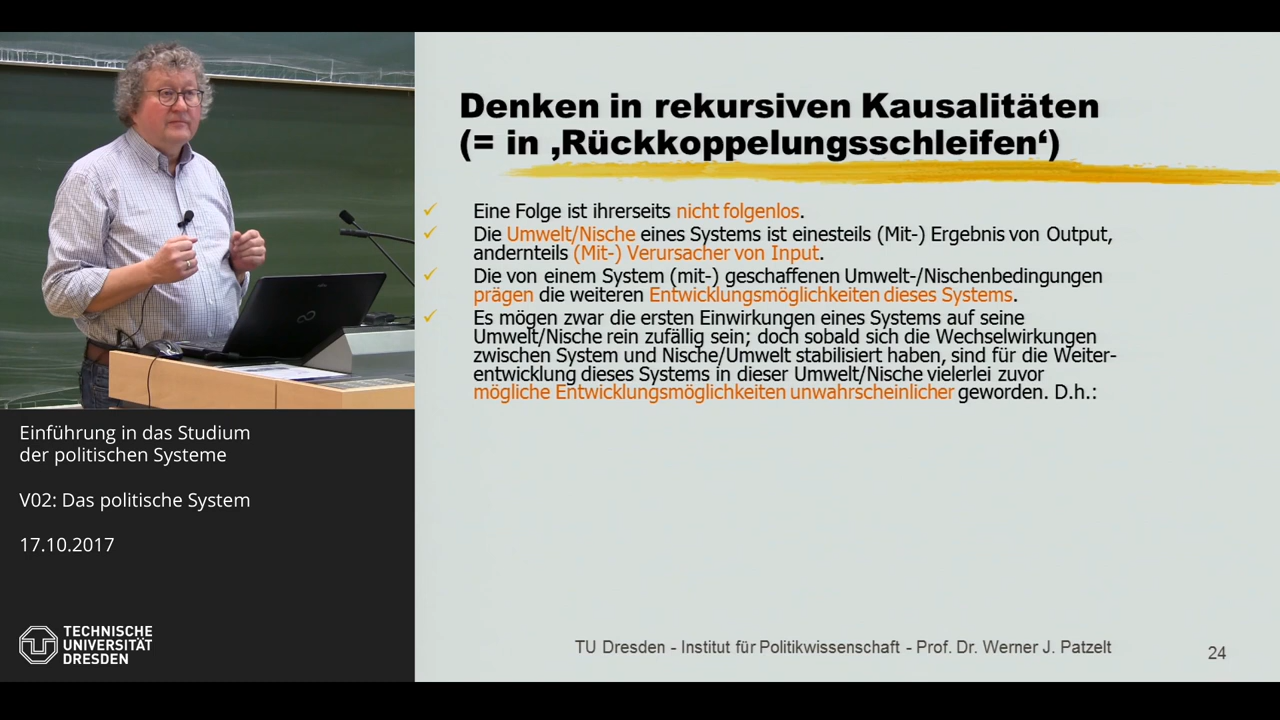 Denken in rekursiven Kausalitäten
(= in ‚Rückkoppelungsschleifen‘)
✓ Eine Folge ist ihrerseits nicht folgenlos.
✓ Die Umwelt/Nische eines Systems ist einesteils (Mit-) Ergebnis von Output,
andernteils (Mit-) Verursacher von Input.
✓ Die von einem System (mit-) geschaffenen Umwelt-/Nischenbedingungen
prägen die weiteren Entwicklungsmöglichkeiten dieses Systems.
✓ Es mögen zwar die ersten Einwirkungen eines Systems auf seine
Umwelt/Nische rein zufällig sein; doch sobald sich die Wechselwirkungen
zwischen System und Nische/Umwelt stabilisiert haben, sind für die Weiter-
entwicklung dieses Systems in dieser Umwelt/Nische vielerlei zuvor
mögliche Entwicklungsmöglichkeiten unwahrscheinlicher geworden. D.h.:
TU Dresden - Institut für Politikwissenschaft - Prof. Dr. Werner J. Patzelt
24
Einführung in das Studium
der politischen Systeme
V02: Das politische System
17.10.2017
TECHNISCHE
UNIVERSITÄT
DRESDEN